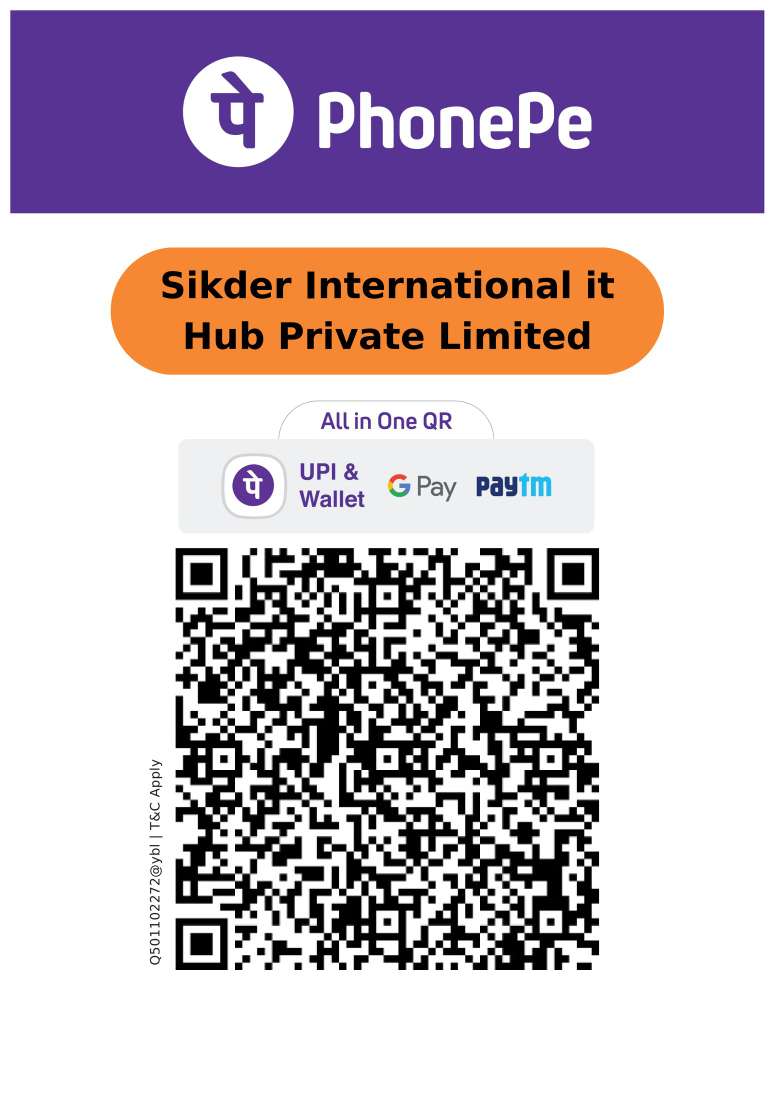 पे PhonePe
Sikder International it
Hub Private Limited
All in One QR
पे UPI &
Wallet
G Pay
paytm
Q501102272@ybl | T&C Apply